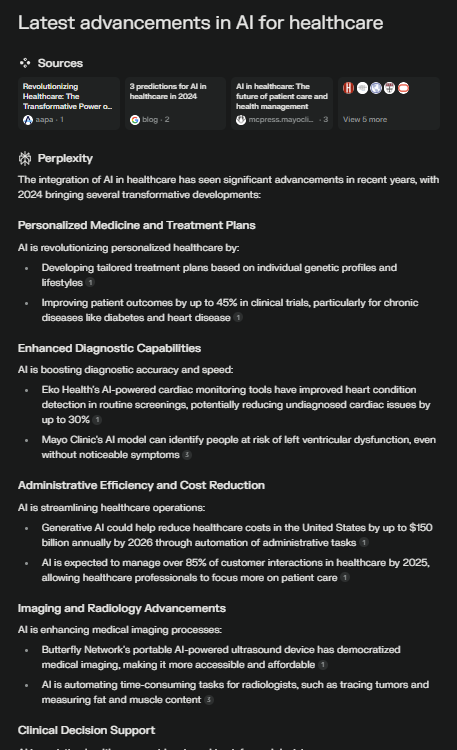 Latest advancements in AI for healthcare
Sources
Revolutionizing
Healthcare: The
Transformative Power o...
aapa · 1
3 predictions for AI in
healthcare in 2024
blog · 2
AI in healthcare: The
future of patient care and
health management
mcpress.mayocli... · 3
View 5 more
Perplexity
The integration of AI in healthcare has seen significant advancements in recent years, with
2024 bringing several transformative developments:
Personalized Medicine and Treatment Plans
AI is revolutionizing personalized healthcare by:
• Developing tailored treatment plans based on individual genetic profiles and
lifestyles 1
• Improving patient outcomes by up to 45% in clinical trials, particularly for chronic
diseases like diabetes and heart disease 1
Enhanced Diagnostic Capabilities
AI is boosting diagnostic accuracy and speed:
• Eko Health's AI-powered cardiac monitoring tools have improved heart condition
detection in routine screenings, potentially reducing undiagnosed cardiac issues by
up to 30% 1
• Mayo Clinic's AI model can identify people at risk of left ventricular dysfunction, even
without noticeable symptoms 3
Administrative Efficiency and Cost Reduction
AI is streamlining healthcare operations:
• Generative AI could help reduce healthcare costs in the United States by up to $150
billion annually by 2026 through automation of administrative tasks 1
• AI is expected to manage over 85% of customer interactions in healthcare by 2025,
allowing healthcare professionals to focus more on patient care 1
Imaging and Radiology Advancements
AI is enhancing medical imaging processes:
• Butterfly Network's portable AI-powered ultrasound device has democratized
medical imaging, making it more accessible and affordable 1
• AI is automating time-consuming tasks for radiologists, such as tracing tumors and
measuring fat and muscle content 3
Clinical Decision Support